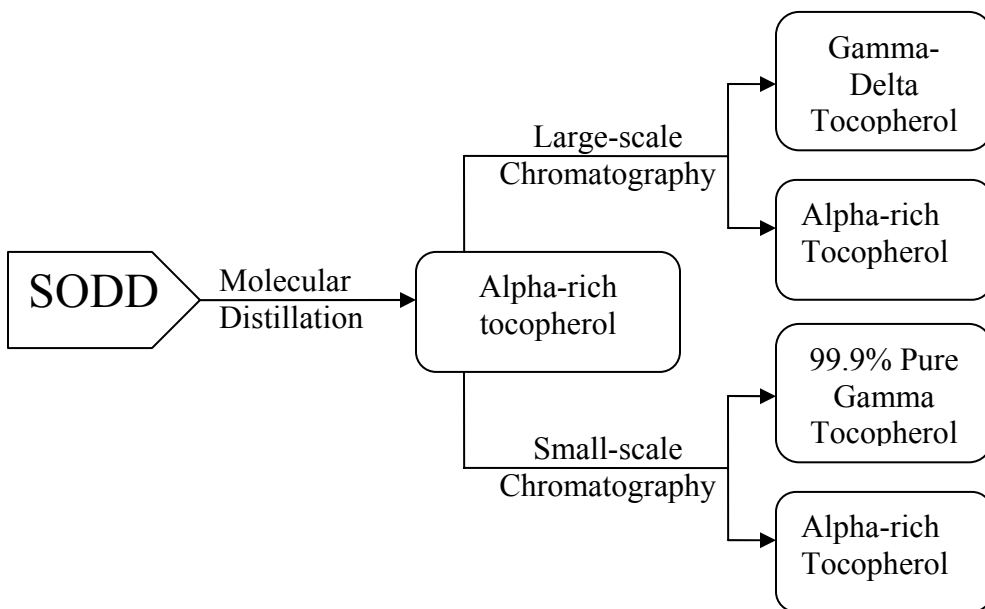 SODD
Molecular
Distillation
Alpha-rich
tocopherol
Large-scale
Chromatography
Gamma-
Delta
Tocopherol
Alpha-rich
Tocopherol
Small-scale
Chromatography
99.9% Pure
Gamma
Tocopherol
Alpha-rich
Tocopherol